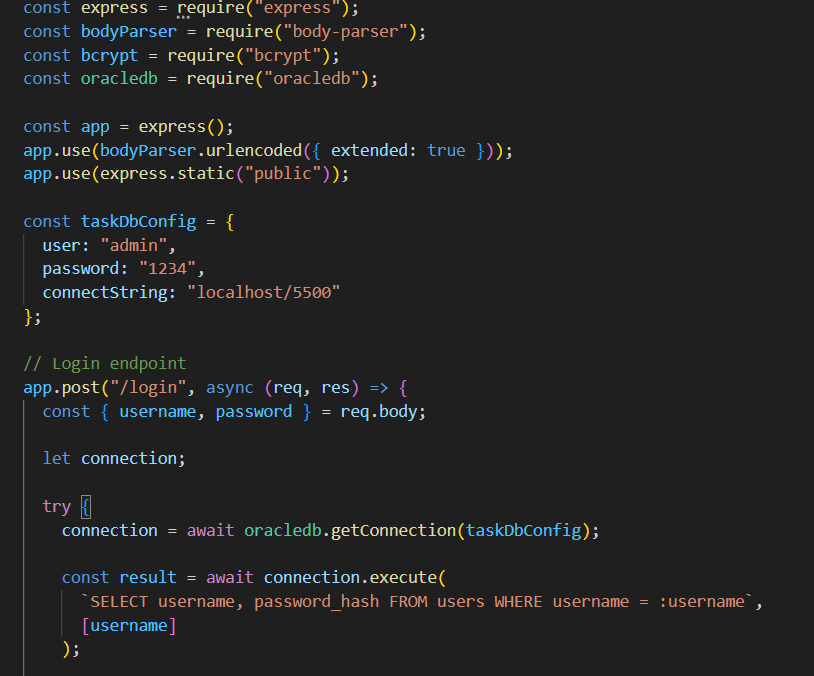 const express = require("express");
const bodyParser = require("body-parser");
const bcrypt = require("bcrypt");
const oracledb = require("oracledb");
const app = express();
app.use(bodyParser.urlencoded({ extended: true }));
app.use(express.static("public"));
const taskDbConfig = {
  user: "admin",
  password: "1234",
  connectString: "localhost/5500"
};
// Login endpoint
app.post("/login", async (req, res) => {
  const { username, password } = req.body;
  let connection;
  try {
    connection = await oracledb.getConnection(taskDbConfig);
    const result = await connection.execute(
      `SELECT username, password_hash FROM users WHERE username = :username`,
      [username]
    );